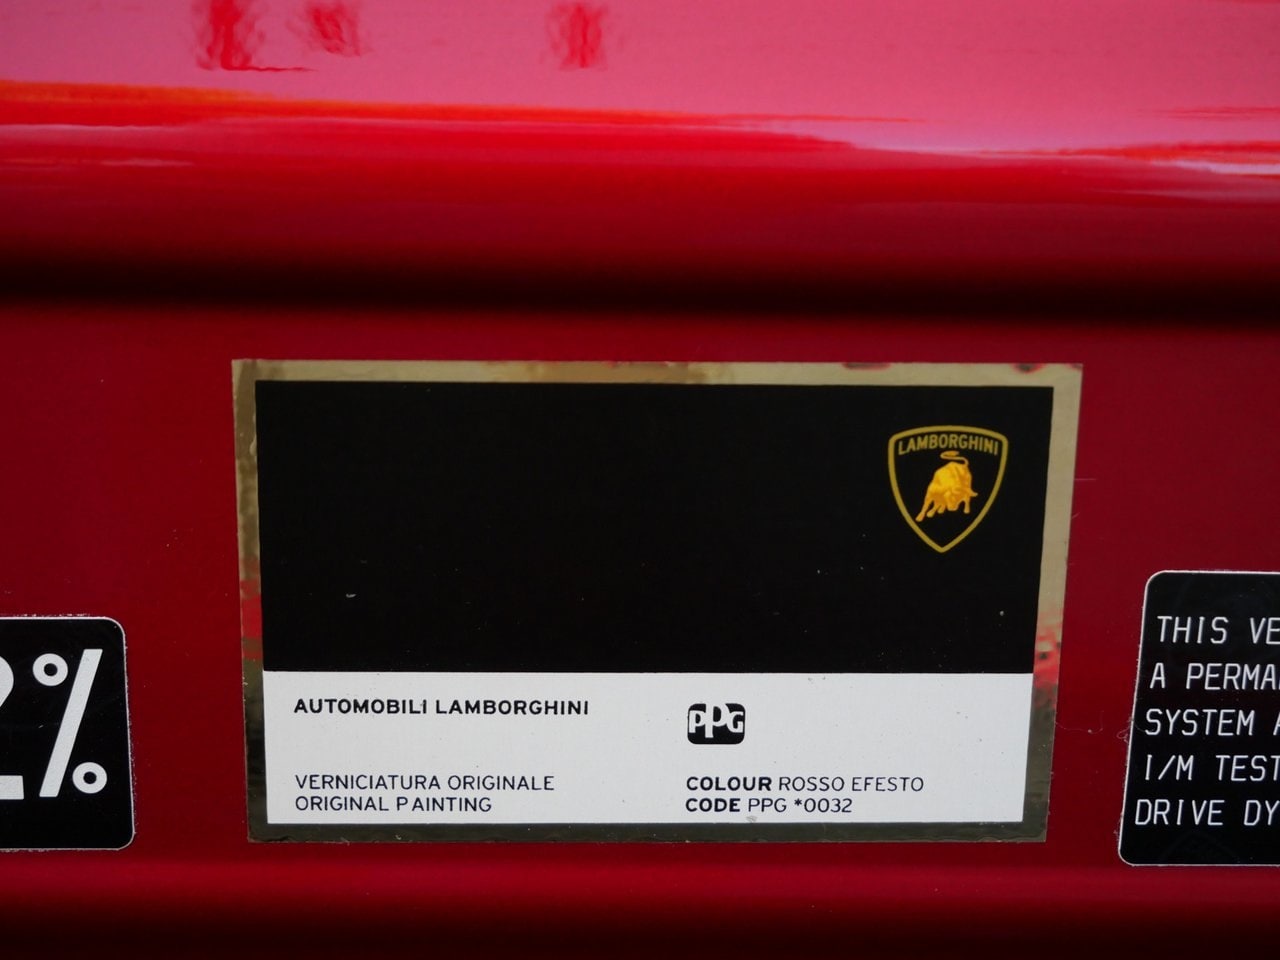 LAMBORGHINI
AUTOMOBILI LAMBORGHINI
PPG
VERNICIATURA ORIGINALE
ORIGINAL PAINTING
COLOUR ROSSO EFESTO
CODE PPG *0032
2%
THIS VE
A PERMA
SYSTEM
I/M TEST
DRIVE DY